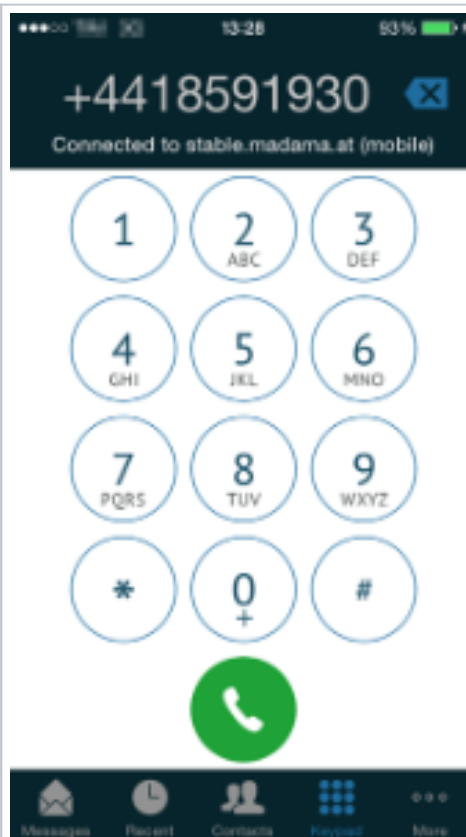 13:28 93%
+4418591930
Connected to stable.madama.at (mobile)
1 2 3
ABC DEF
4 5 6
GHI JKL MNO
7 8 9
PQRS TUV WXYZ
* 0 #
+
Messages Recent Contacts Keypad More